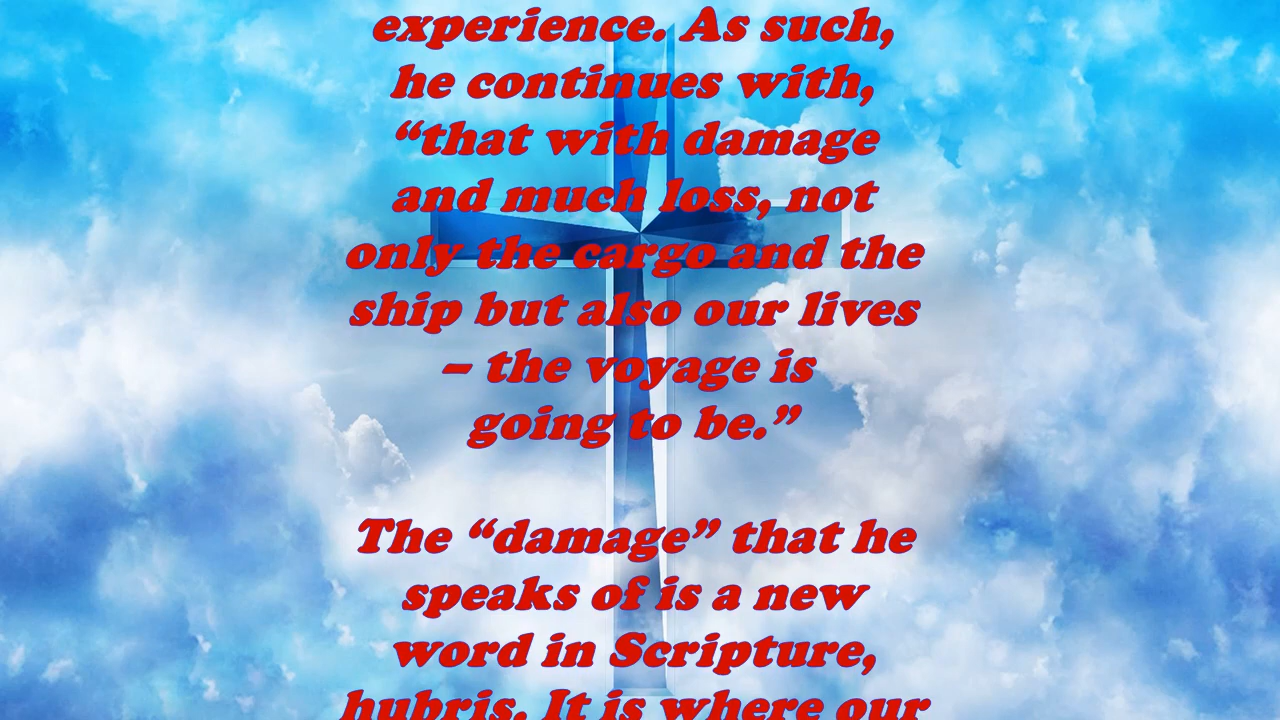 experience. As such,
he continues with,
“that with damage
and much loss, not
only the cargo and the
ship but also our lives
– the voyage is
going to be.”
The “damage” that he
speaks of is a new
word in Scripture,
hubris. It is where our